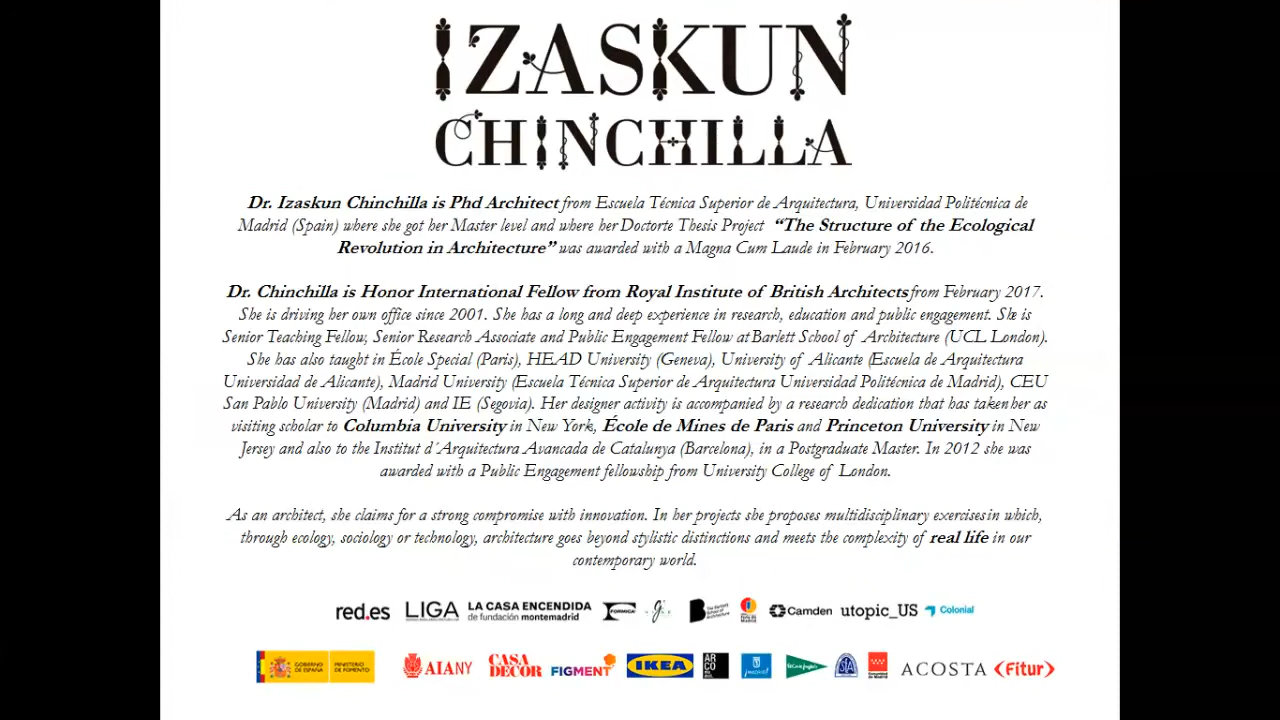 IZASKUN
CHINCHILLA
Dr. Izaskun Chinchilla is Phd Architect from Escuela Técnica Superior de Arquitectura, Universidad Politécnica de
Madrid (Spain) where she got her Master level and where her Doctorte Thesis Project “The Structure of the Ecological
Revolution in Architecture” was awarded with a Magna Cum Laude in February 2016.
Dr. Chinchilla is Honor International Fellow from Royal Institute of British Architects from February 2017.
She is driving her own office since 2001. She has a long and deep experience in research, education and public engagement. She is
Senior Teaching Fellow, Senior Research Associate and Public Engagement Fellow at Barlett School of Architecture (UCL London).
She has also taught in École Special (Paris), HEAD University (Geneva), University of Alicante (Escuela de Arquitectura
Universidad de Alicante), Madrid University (Escuela Técnica Superior de Arquitectura Universidad Politécnica de Madrid), CEU
San Pablo University (Madrid) and IE (Segovia). Her designer activity is accompanied by a research dedication that has taken her as
visiting scholar to Columbia University in New York, École de Mines de Paris and Princeton University in New
Jersey and also to the Institut d´Arquitectura Avancada de Catalunya (Barcelona), in a Postgraduate Master. In 2012 she was
awarded with a Public Engagement fellowship from University College of London.
As an architect, she claims for a strong compromise with innovation. In her projects she proposes multidisciplinary exercises in which,
through ecology, sociology or technology, architecture goes beyond stylistic distinctions and meets the complexity of real life in our
contemporary world.
red.es LIGA LA CASA ENCENDIDA FORMICA Camden utopic_US Colonial
de fundación montemadrid
GOBIERNO DE ESPAÑA MINISTERIO DE FOMENTO AIANY CASA DECOR FIGMENT IKEA ARCO ¡madrid! El Corte Inglés ACOSTA Fitur